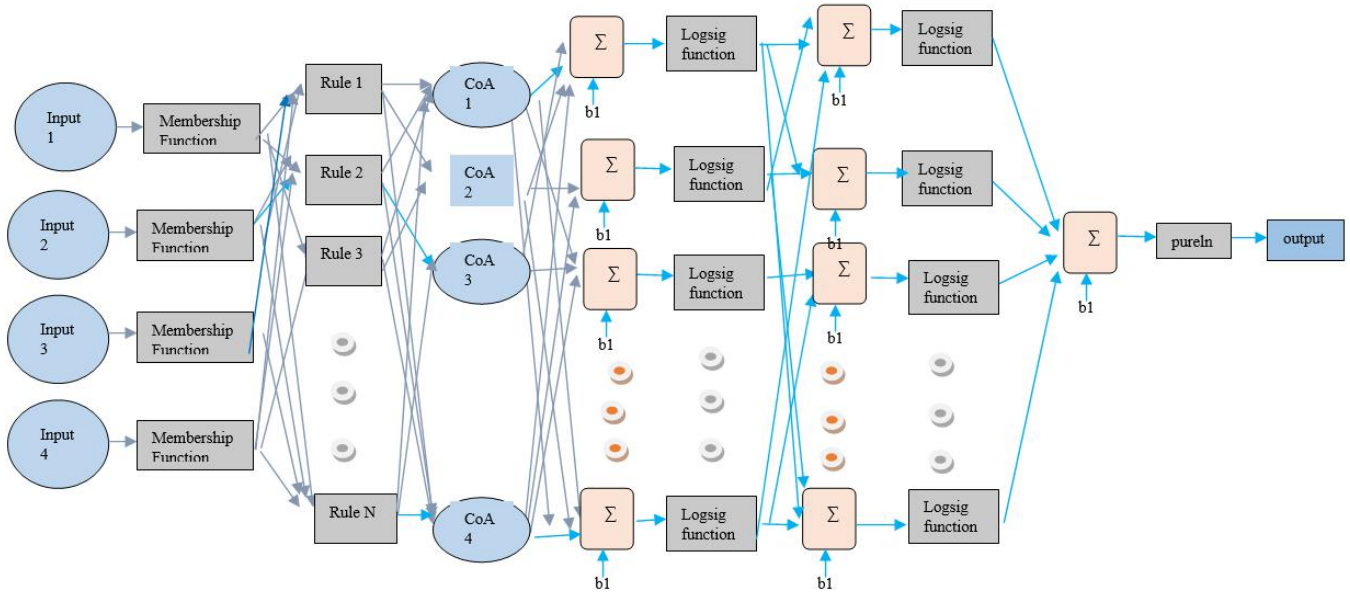 Input
1
Input
2
Input
3
Input
4
Membership
Function
Membership
Function
Membership
Function
Membership
Function
Rule 1
Rule 2
Rule 3
Rule N
CoA
1
CoA
2
CoA
3
CoA
4
Σ
b1
Σ
b1
Σ
b1
Σ
b1
Logsig
function
Logsig
function
Logsig
function
Logsig
function
Σ
b1
Σ
b1
Σ
b1
Σ
b1
Logsig
function
Logsig
function
Logsig
function
Logsig
function
Σ
b1
pureln
output